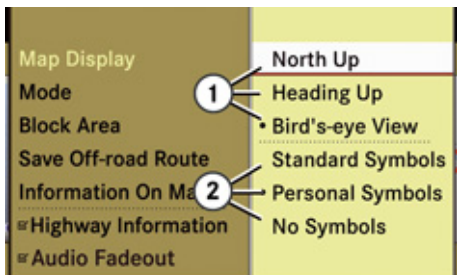 Map Display
Mode
Block Area
Save Off-road Route
Information On Ma
Highway Information
Audio Fadeout
1
2
North Up
Heading Up
Bird's-eye View
Standard Symbols
Personal Symbols
No Symbols